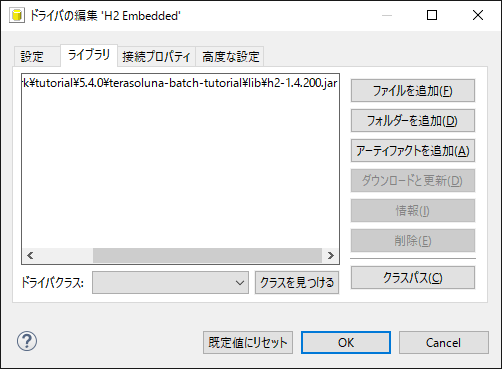 ドライバの編集 'H2 Embedded'
設定 ライブラリ 接続プロパティ 高度な設定
k¥tutorial¥5.4.0¥terasoluna-batch-tutorial¥lib¥h2-1.4.200.jar
ファイルを追加(F)
フォルダーを追加(D)
アーティファクトを追加(A)
ダウンロードと更新(D)
情報(I)
削除(E)
クラスパス(C)
ドライバクラス: クラスを見つける
既定値にリセット OK Cancel